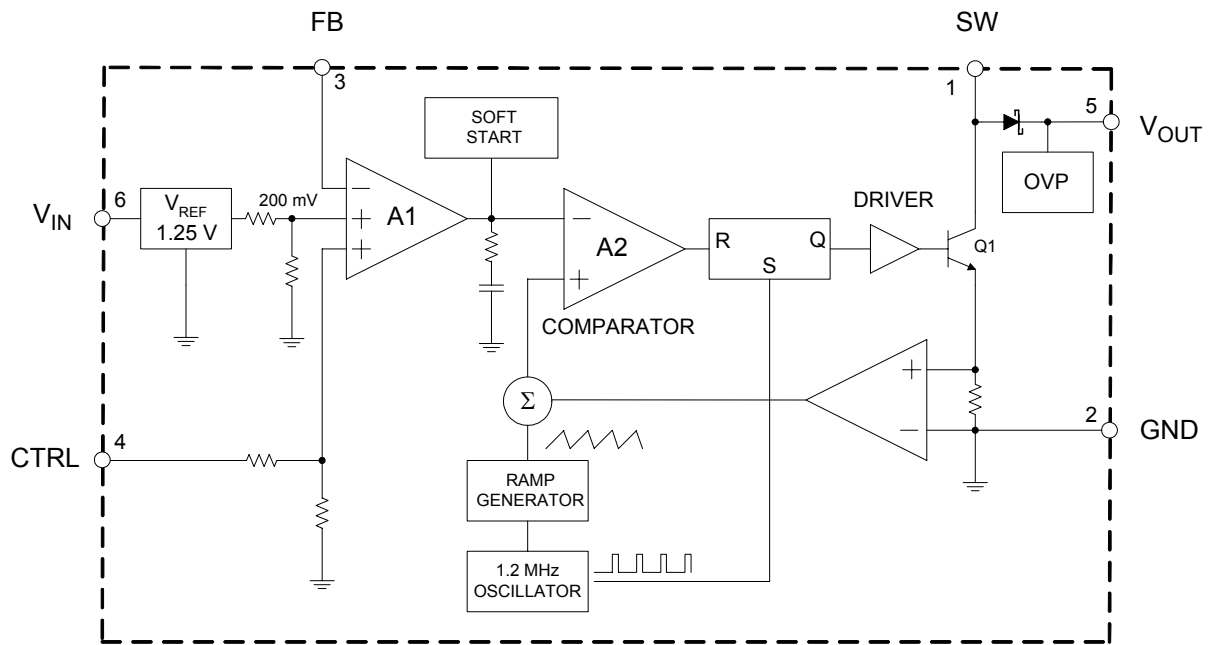 FB
SW
3
1
5
V_OUT
SOFT
START
OVP
6
V_IN
V_REF
1.25 V
200 mV
−
+
+
A1
−
+
A2
COMPARATOR
R
Q
S
DRIVER
Q1
Σ
+
−
2
GND
4
CTRL
RAMP
GENERATOR
1.2 MHz
OSCILLATOR